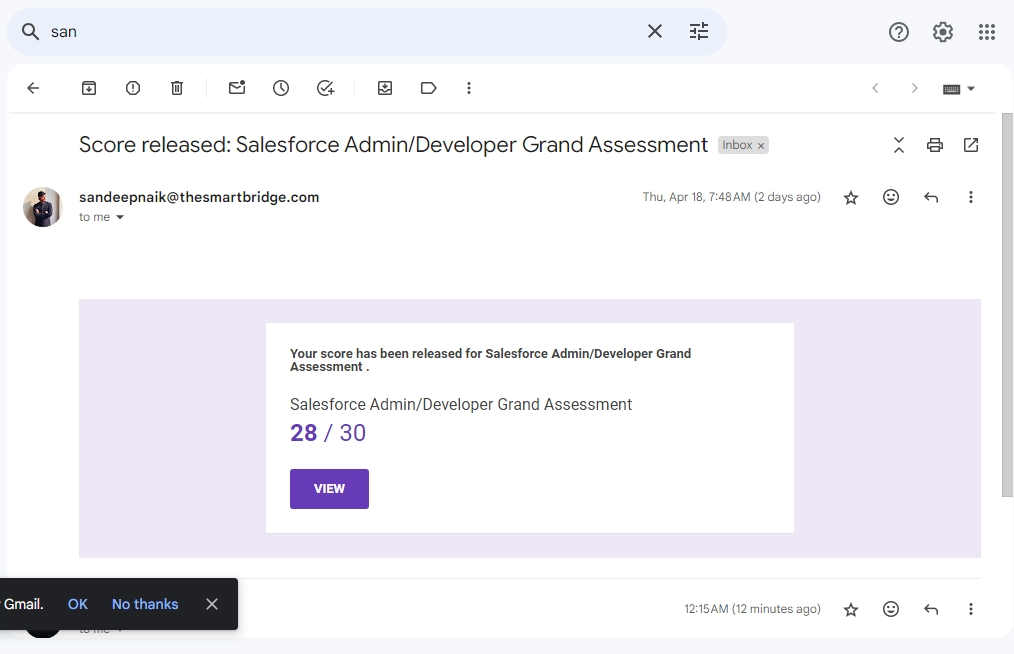 san
Score released: Salesforce Admin/Developer Grand Assessment Inbox ×
sandeepnaik@thesmartbridge.com Thu, Apr 18, 7:48 AM (2 days ago)
to me
Your score has been released for Salesforce Admin/Developer Grand
Assessment .
Salesforce Admin/Developer Grand Assessment
28 / 30
VIEW
Gmail. OK No thanks
12:15 AM (12 minutes ago)
to me